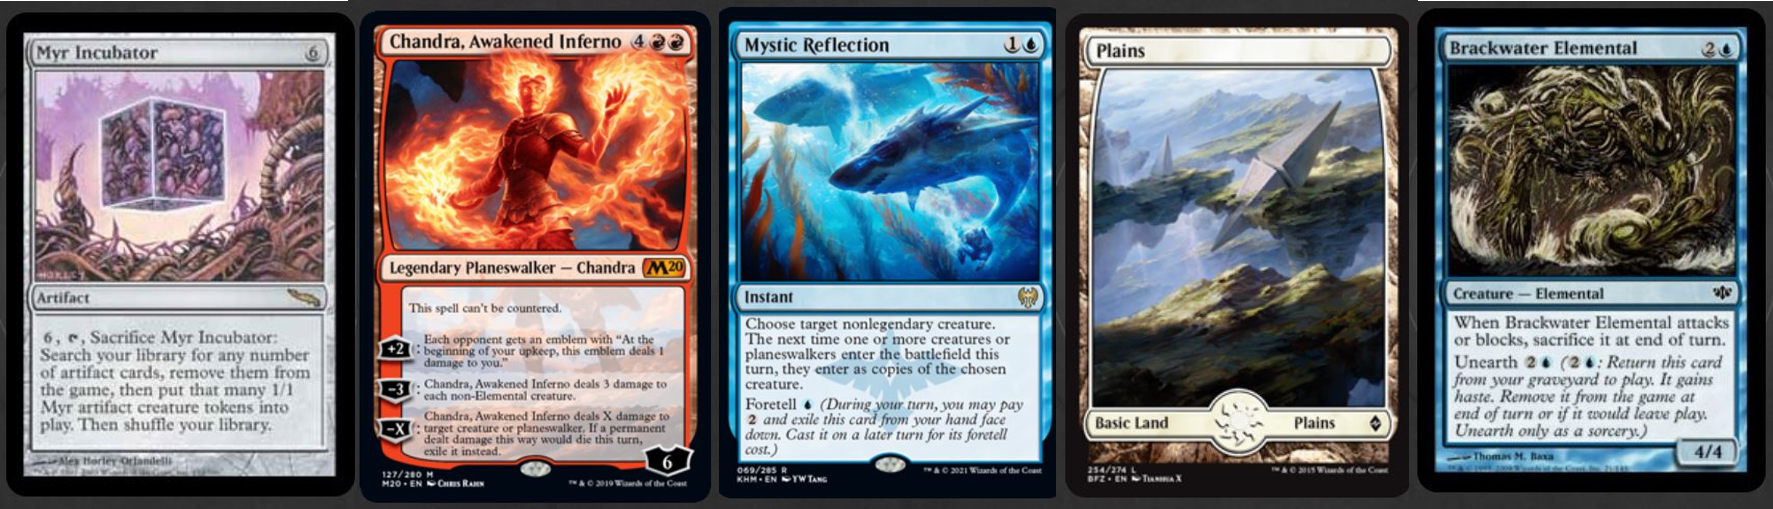 Myr Incubator 6
Artifact
6, , Sacrifice Myr Incubator:
Search your library for any number
of artifact cards, remove them from
the game, then put that many 1/1
Myr artifact creature tokens into
play. Then shuffle your library.
Alex Horley-Orlandelli
Chandra, Awakened Inferno 4
Legendary Planeswalker — Chandra M20
This spell can't be countered.
+2: Each opponent gets an emblem with "At the
beginning of your upkeep, this emblem deals 1
damage to you."
−3: Chandra, Awakened Inferno deals 3 damage to
each non-Elemental creature.
−X: Chandra, Awakened Inferno deals X damage to
target creature or planeswalker. If a permanent
dealt damage this way would die this turn,
exile it instead.
6
127/280 M
M20 • EN Chris Rahn ™ & © 2019 Wizards of the Coast
Mystic Reflection 1
Instant
Choose target nonlegendary creature.
The next time one or more creatures or
planeswalkers enter the battlefield this
turn, they enter as copies of the chosen
creature.
Foretell (During your turn, you may pay
2 and exile this card from your hand face
down. Cast it on a later turn for its foretell
cost.)
069/285 R ™ & © 2021 Wizards of the Coast
KHM • EN YW Tang
Plains
Basic Land Plains
254/274 L ™ & © 2015 Wizards of the Coast
BFZ • EN Tianhua X
Brackwater Elemental 2
Creature — Elemental
When Brackwater Elemental attacks
or blocks, sacrifice it at end of turn.
Unearth 2 (2: Return this card
from your graveyard to play. It gains
haste. Remove it from the game at
end of turn or if it would leave play.
Unearth only as a sorcery.)
4/4
Thomas M. Baxa